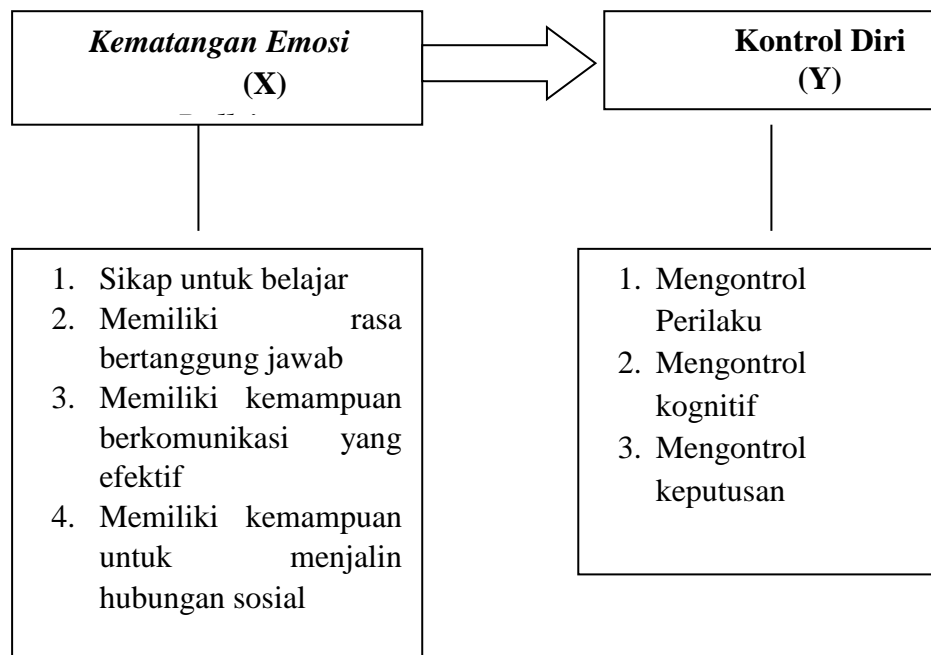 Kematangan Emosi
(X)
Kontrol Diri
(Y)
1. Sikap untuk belajar
2. Memiliki rasa
bertanggung jawab
3. Memiliki kemampuan
berkomunikasi yang
efektif
4. Memiliki kemampuan
untuk menjalin
hubungan sosial
1. Mengontrol
Perilaku
2. Mengontrol
kognitif
3. Mengontrol
keputusan